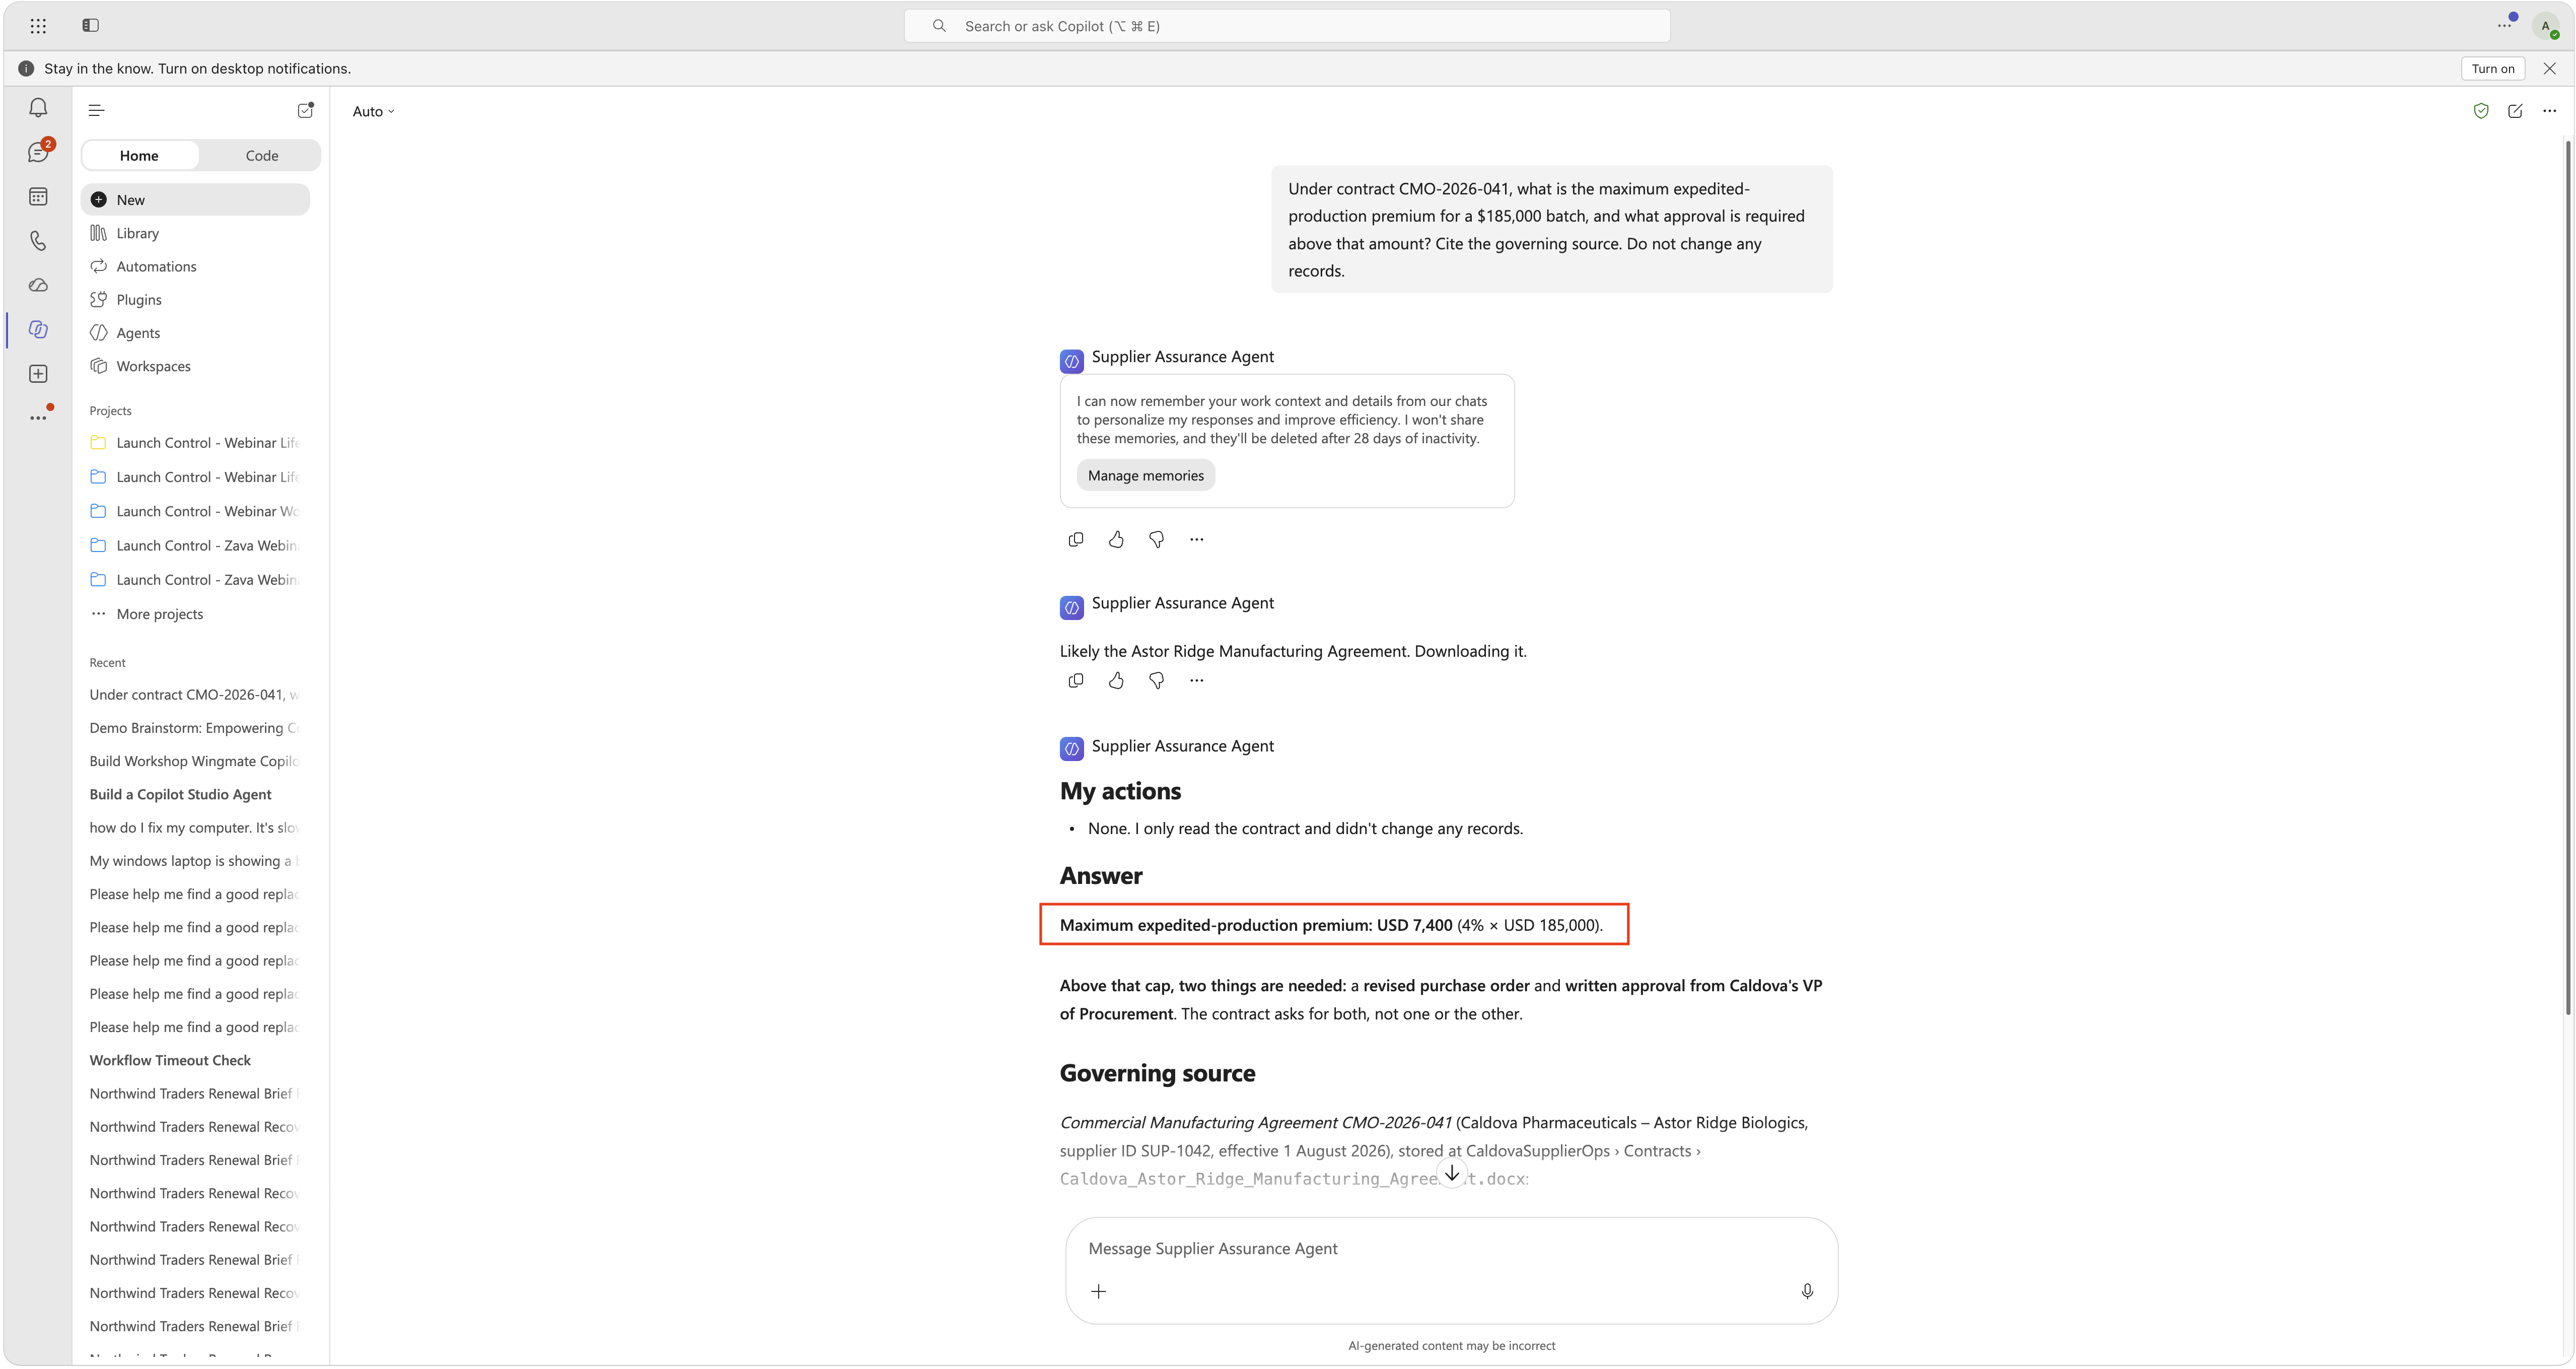 Search or ask Copilot (⌥ ⌘ E)
A
Stay in the know. Turn on desktop notifications.
Turn on
2
Home
Code
New
Library
Automations
Plugins
Agents
Workspaces
Projects
Launch Control - Webinar Life
Launch Control - Webinar Life
Launch Control - Webinar Wo
Launch Control - Zava Webin
Launch Control - Zava Webin
More projects
Recent
Under contract CMO-2026-041, w
Demo Brainstorm: Empowering Co
Build Workshop Wingmate Copilo
Build a Copilot Studio Agent
how do I fix my computer. It's slow
My windows laptop is showing a b
Please help me find a good replac
Please help me find a good replac
Please help me find a good replac
Please help me find a good replac
Please help me find a good replac
Workflow Timeout Check
Northwind Traders Renewal Brief
Northwind Traders Renewal Recov
Northwind Traders Renewal Brief
Northwind Traders Renewal Recov
Northwind Traders Renewal Recov
Northwind Traders Renewal Brief
Northwind Traders Renewal Recov
Northwind Traders Renewal Brief
Auto
Under contract CMO-2026-041, what is the maximum expedited-
production premium for a $185,000 batch, and what approval is required
above that amount? Cite the governing source. Do not change any
records.
Supplier Assurance Agent
I can now remember your work context and details from our chats
to personalize my responses and improve efficiency. I won't share
these memories, and they'll be deleted after 28 days of inactivity.
Manage memories
Supplier Assurance Agent
Likely the Astor Ridge Manufacturing Agreement. Downloading it.
Supplier Assurance Agent
My actions
• None. I only read the contract and didn't change any records.
Answer
Maximum expedited-production premium: USD 7,400 (4% × USD 185,000).
Above that cap, two things are needed: a revised purchase order and written approval from Caldova's VP
of Procurement. The contract asks for both, not one or the other.
Governing source
Commercial Manufacturing Agreement CMO-2026-041 (Caldova Pharmaceuticals – Astor Ridge Biologics,
supplier ID SUP-1042, effective 1 August 2026), stored at CaldovaSupplierOps › Contracts ›
Message Supplier Assurance Agent
AI-generated content may be incorrect